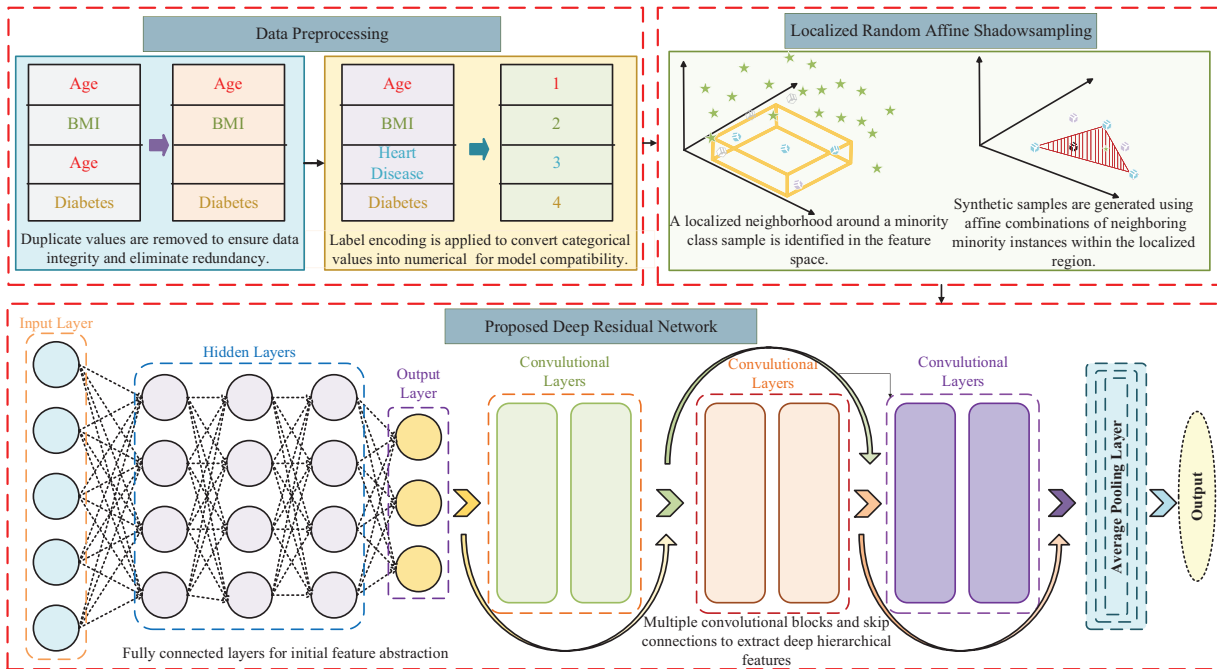 Data Preprocessing
Age
BMI
Age
Diabetes
Age
BMI
Diabetes
Duplicate values are removed to ensure data
integrity and eliminate redundancy.
Age
BMI
Heart
Disease
Diabetes
1
2
3
4
Label encoding is applied to convert categorical
values into numerical for model compatibility.
Localized Random Affine Shadowsampling
A localized neighborhood around a minority
class sample is identified in the feature
space.
Synthetic samples are generated using
affine combinations of neighboring
minority instances within the localized
region.
Proposed Deep Residual Network
Input Layer
Hidden Layers
Output
Layer
Convulutional
Layers
Convulutional
Layers
Convulutional
Layers
Average Pooling Layer
Output
Fully connected layers for initial feature abstraction
Multiple convolutional blocks and skip
connections to extract deep hierarchical
features